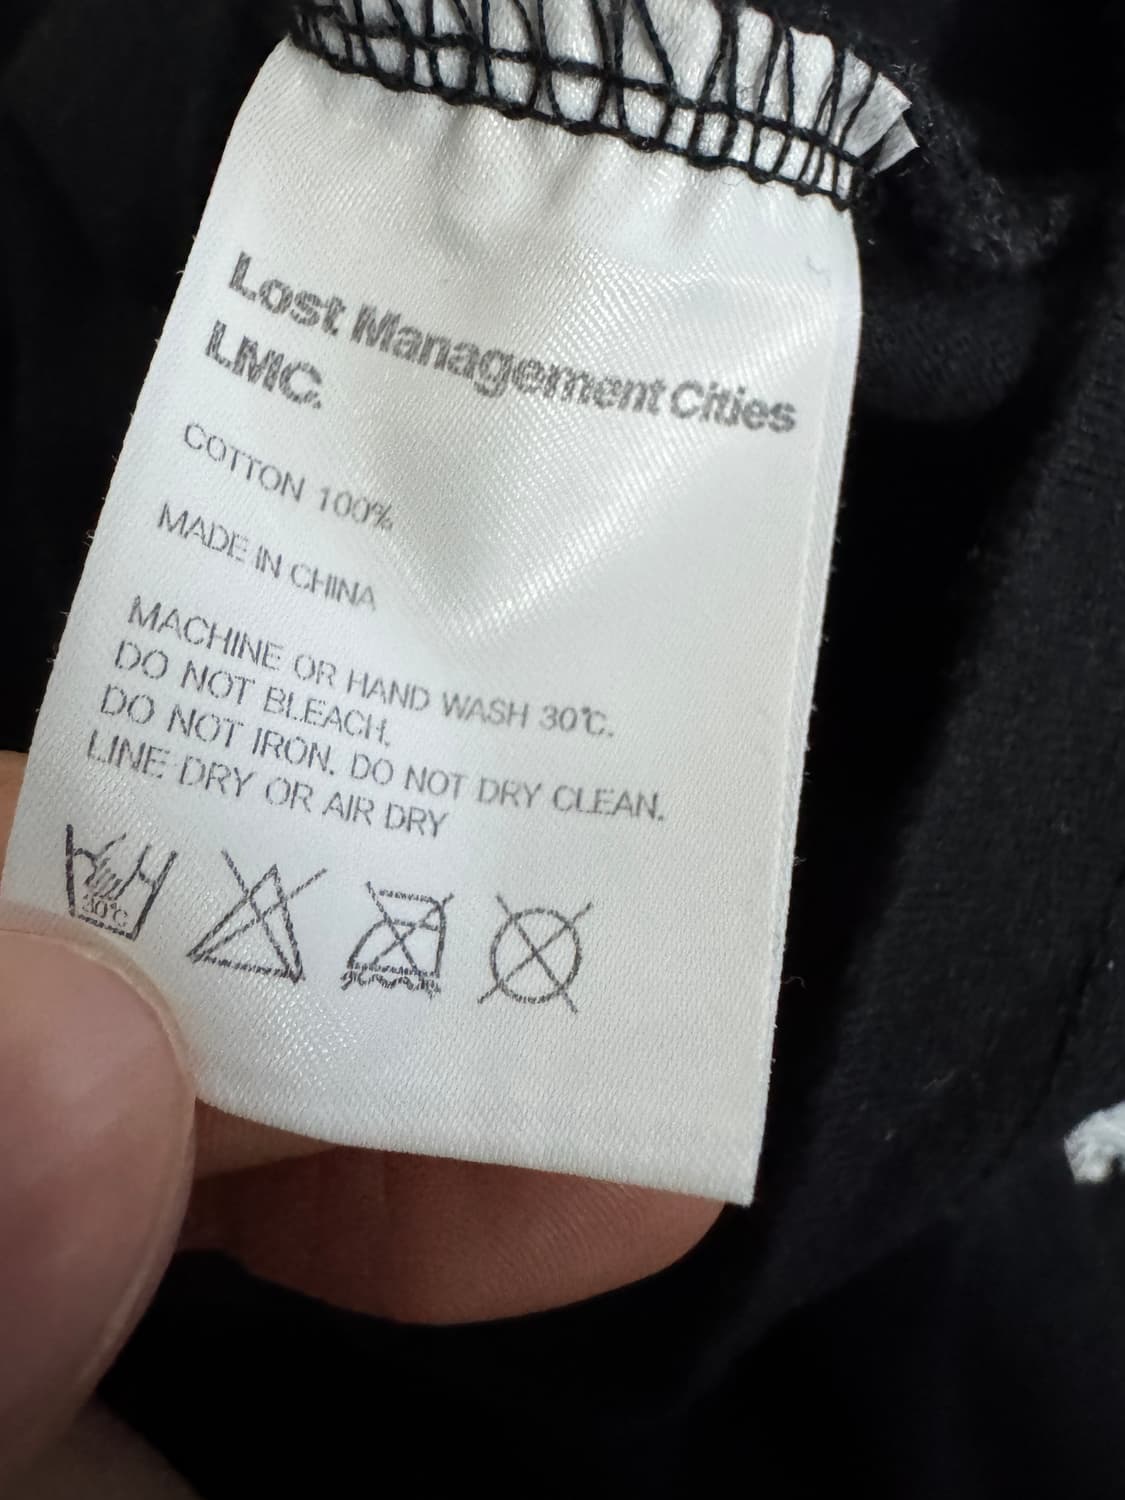 Lost Management Cities
LMC.
COTTON 100%
MADE IN CHINA
MACHINE OR HAND WASH 30℃.
DO NOT BLEACH.
DO NOT IRON. DO NOT DRY CLEAN.
LINE DRY OR AIR DRY
30℃